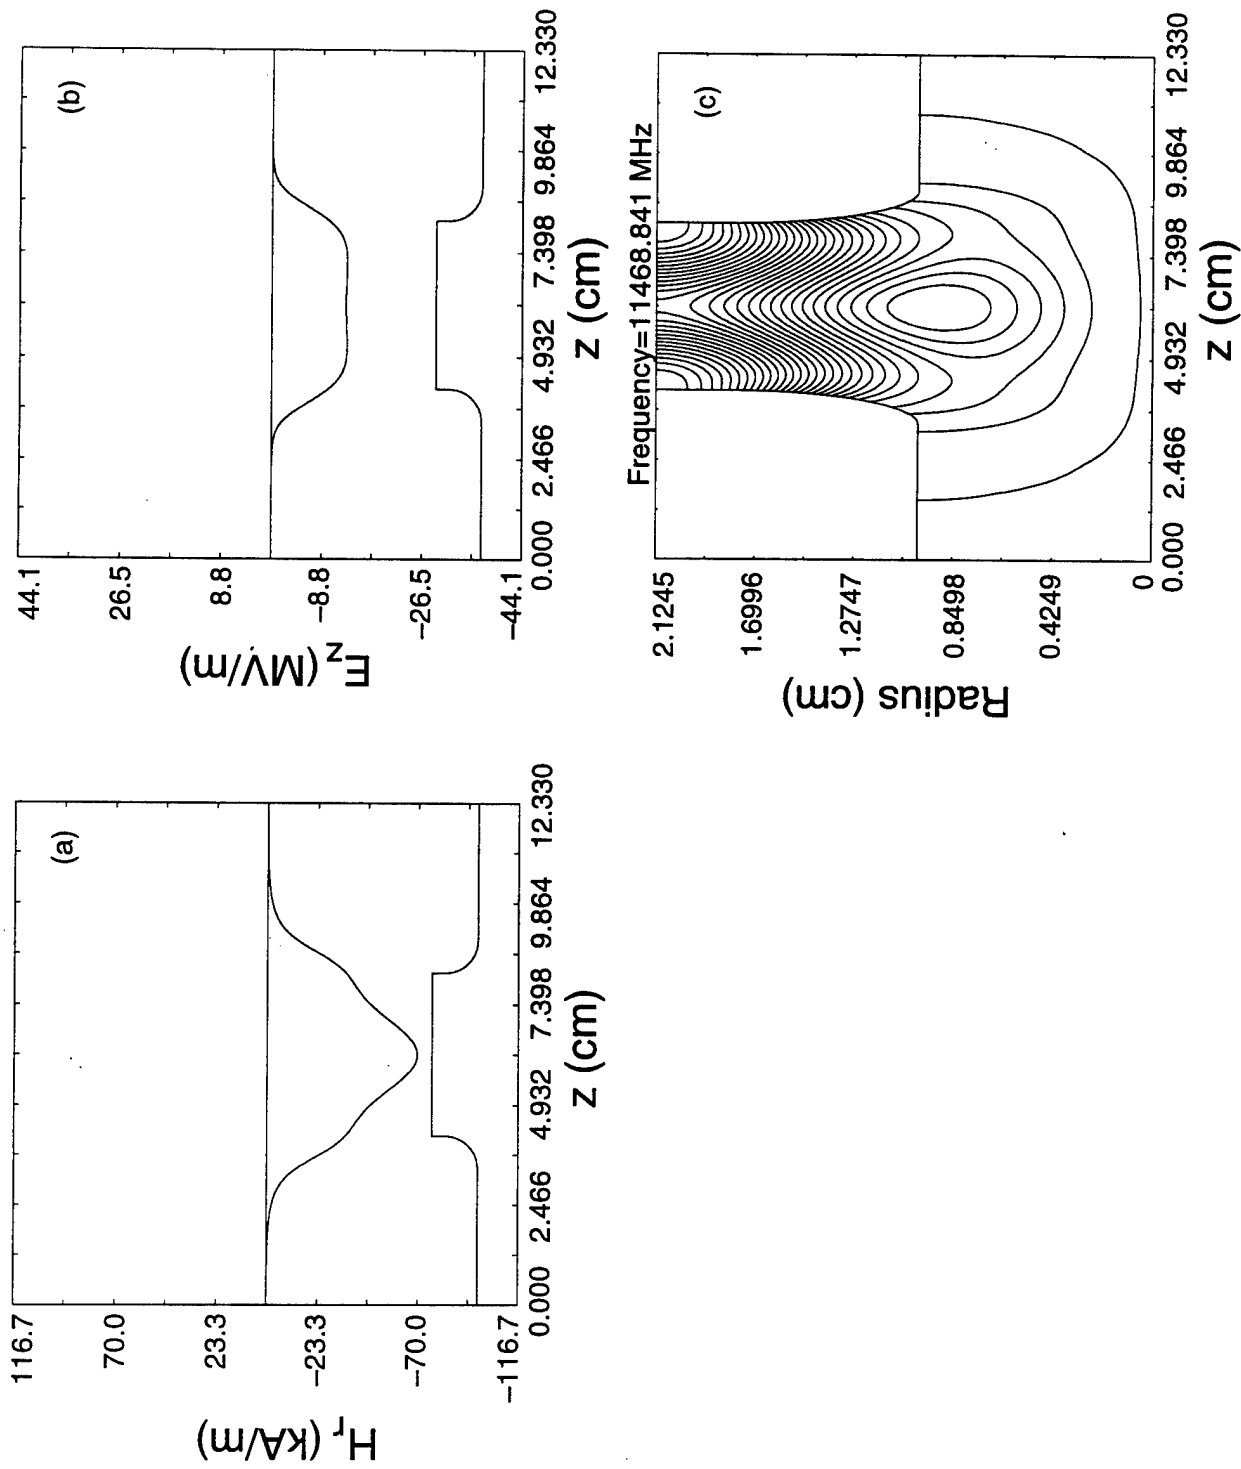 (a)
116.7
70.0
23.3
−23.3
−70.0
−116.7
H_r (kA/m)
0.000 2.466 4.932 7.398 9.864 12.330
z (cm)
(b)
44.1
26.5
8.8
−8.8
−26.5
−44.1
E_z (MV/m)
0.000 2.466 4.932 7.398 9.864 12.330
z (cm)
Frequency=11468.841 MHz
(c)
2.1245
1.6996
1.2747
0.8498
0.4249
0
Radius (cm)
0.000 2.466 4.932 7.398 9.864 12.330
z (cm)